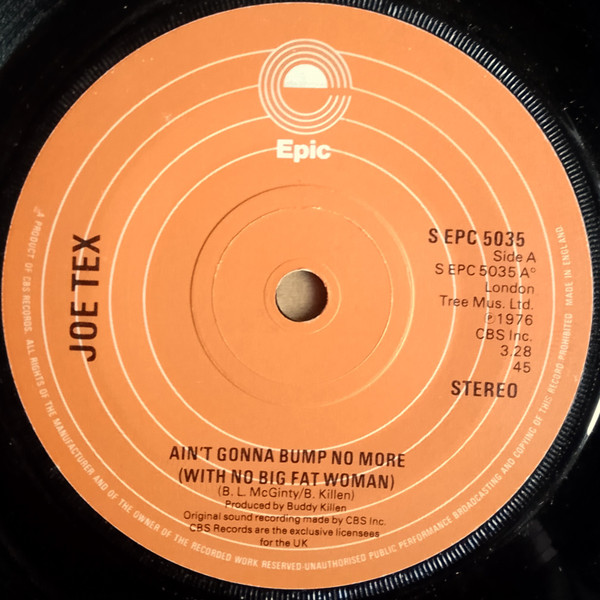 Epic
JOE TEX
S EPC 5035
Side A
S EPC 5035 A°
London
Tree Mus. Ltd.
℗ 1976
CBS Inc.
3.28
45
STEREO
AIN'T GONNA BUMP NO MORE
(WITH NO BIG FAT WOMAN)
(B. L. McGinty/B. Killen)
Produced by Buddy Killen
Original sound recording made by CBS Inc.
CBS Records are the exclusive licensees
for the UK
A PRODUCT OF CBS RECORDS. ALL RIGHTS OF THE MANUFACTURER AND OF THE OWNER OF THE RECORDED WORK RESERVED-UNAUTHORISED PUBLIC PERFORMANCE BROADCASTING AND COPYING OF THIS RECORD PROHIBITED MADE IN ENGLAND